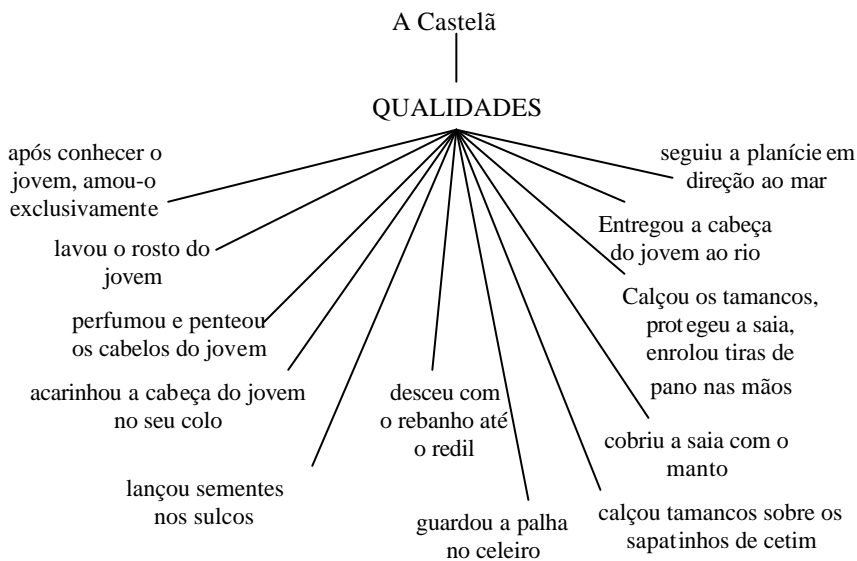 A Castelã
QUALIDADES
após conhecer o
jovem, amou-o
exclusivamente
lavou o rosto do
jovem
perfumou e penteou
os cabelos do jovem
acarinhou a cabeça do jovem
no seu colo
lançou sementes
nos sulcos
desceu com
o rebanho até
o redil
guardou a palha
no celeiro
calçou tamancos sobre os
sapatinhos de cetim
cobriu a saia com o
manto
Calçou os tamancos,
protegeu a saia,
enrolou tiras de
pano nas mãos
Entregou a cabeça
do jovem ao rio
seguiu a planície em
direção ao mar